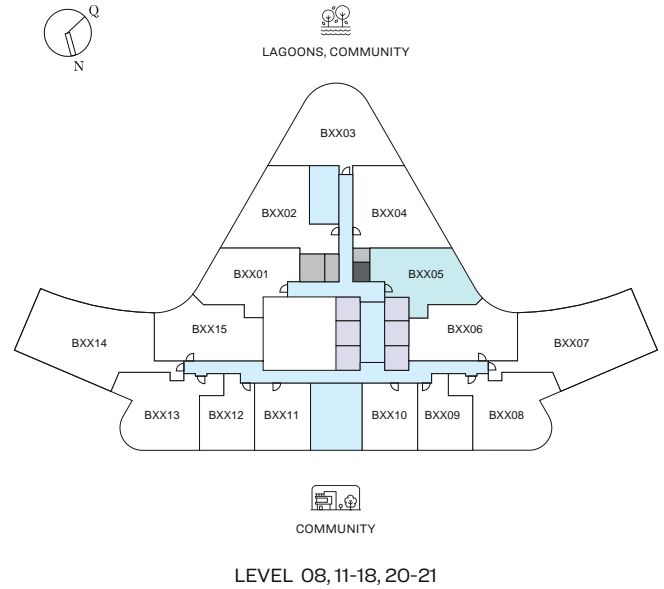 Q
N
LAGOONS, COMMUNITY
BXX03
BXX02
BXX04
BXX01
BXX05
BXX15
BXX06
BXX14
BXX07
BXX13
BXX12
BXX11
BXX10
BXX09
BXX08
COMMUNITY
LEVEL 08, 11-18, 20-21